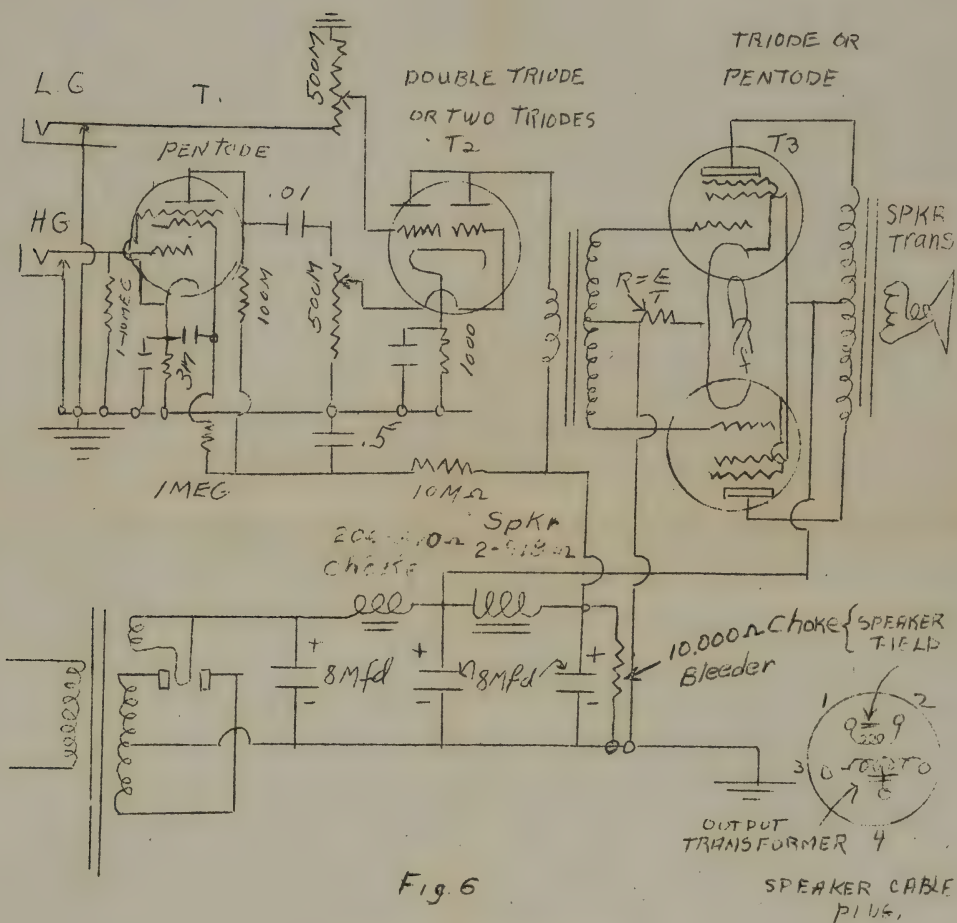 L.G
T.
500M
DOUBLE TRIODE
OR TWO TRIODES
T2
TRIODE OR
PENTODE
T3
PENTODE
.01
HG
1-10MEG
3M
100M
500M
1000
R=E/I
SPKR
Trans
.5
1MEG
10MΩ
Choke
Spkr
+
8Mfd
-
+
8Mfd
-
+
-
10,000Ω
Bleeder
Choke { SPEAKER
FIELD
1
2
3
4
OUTPUT
TRANSFORMER
SPEAKER CABLE
PLUG.
Fig. 6